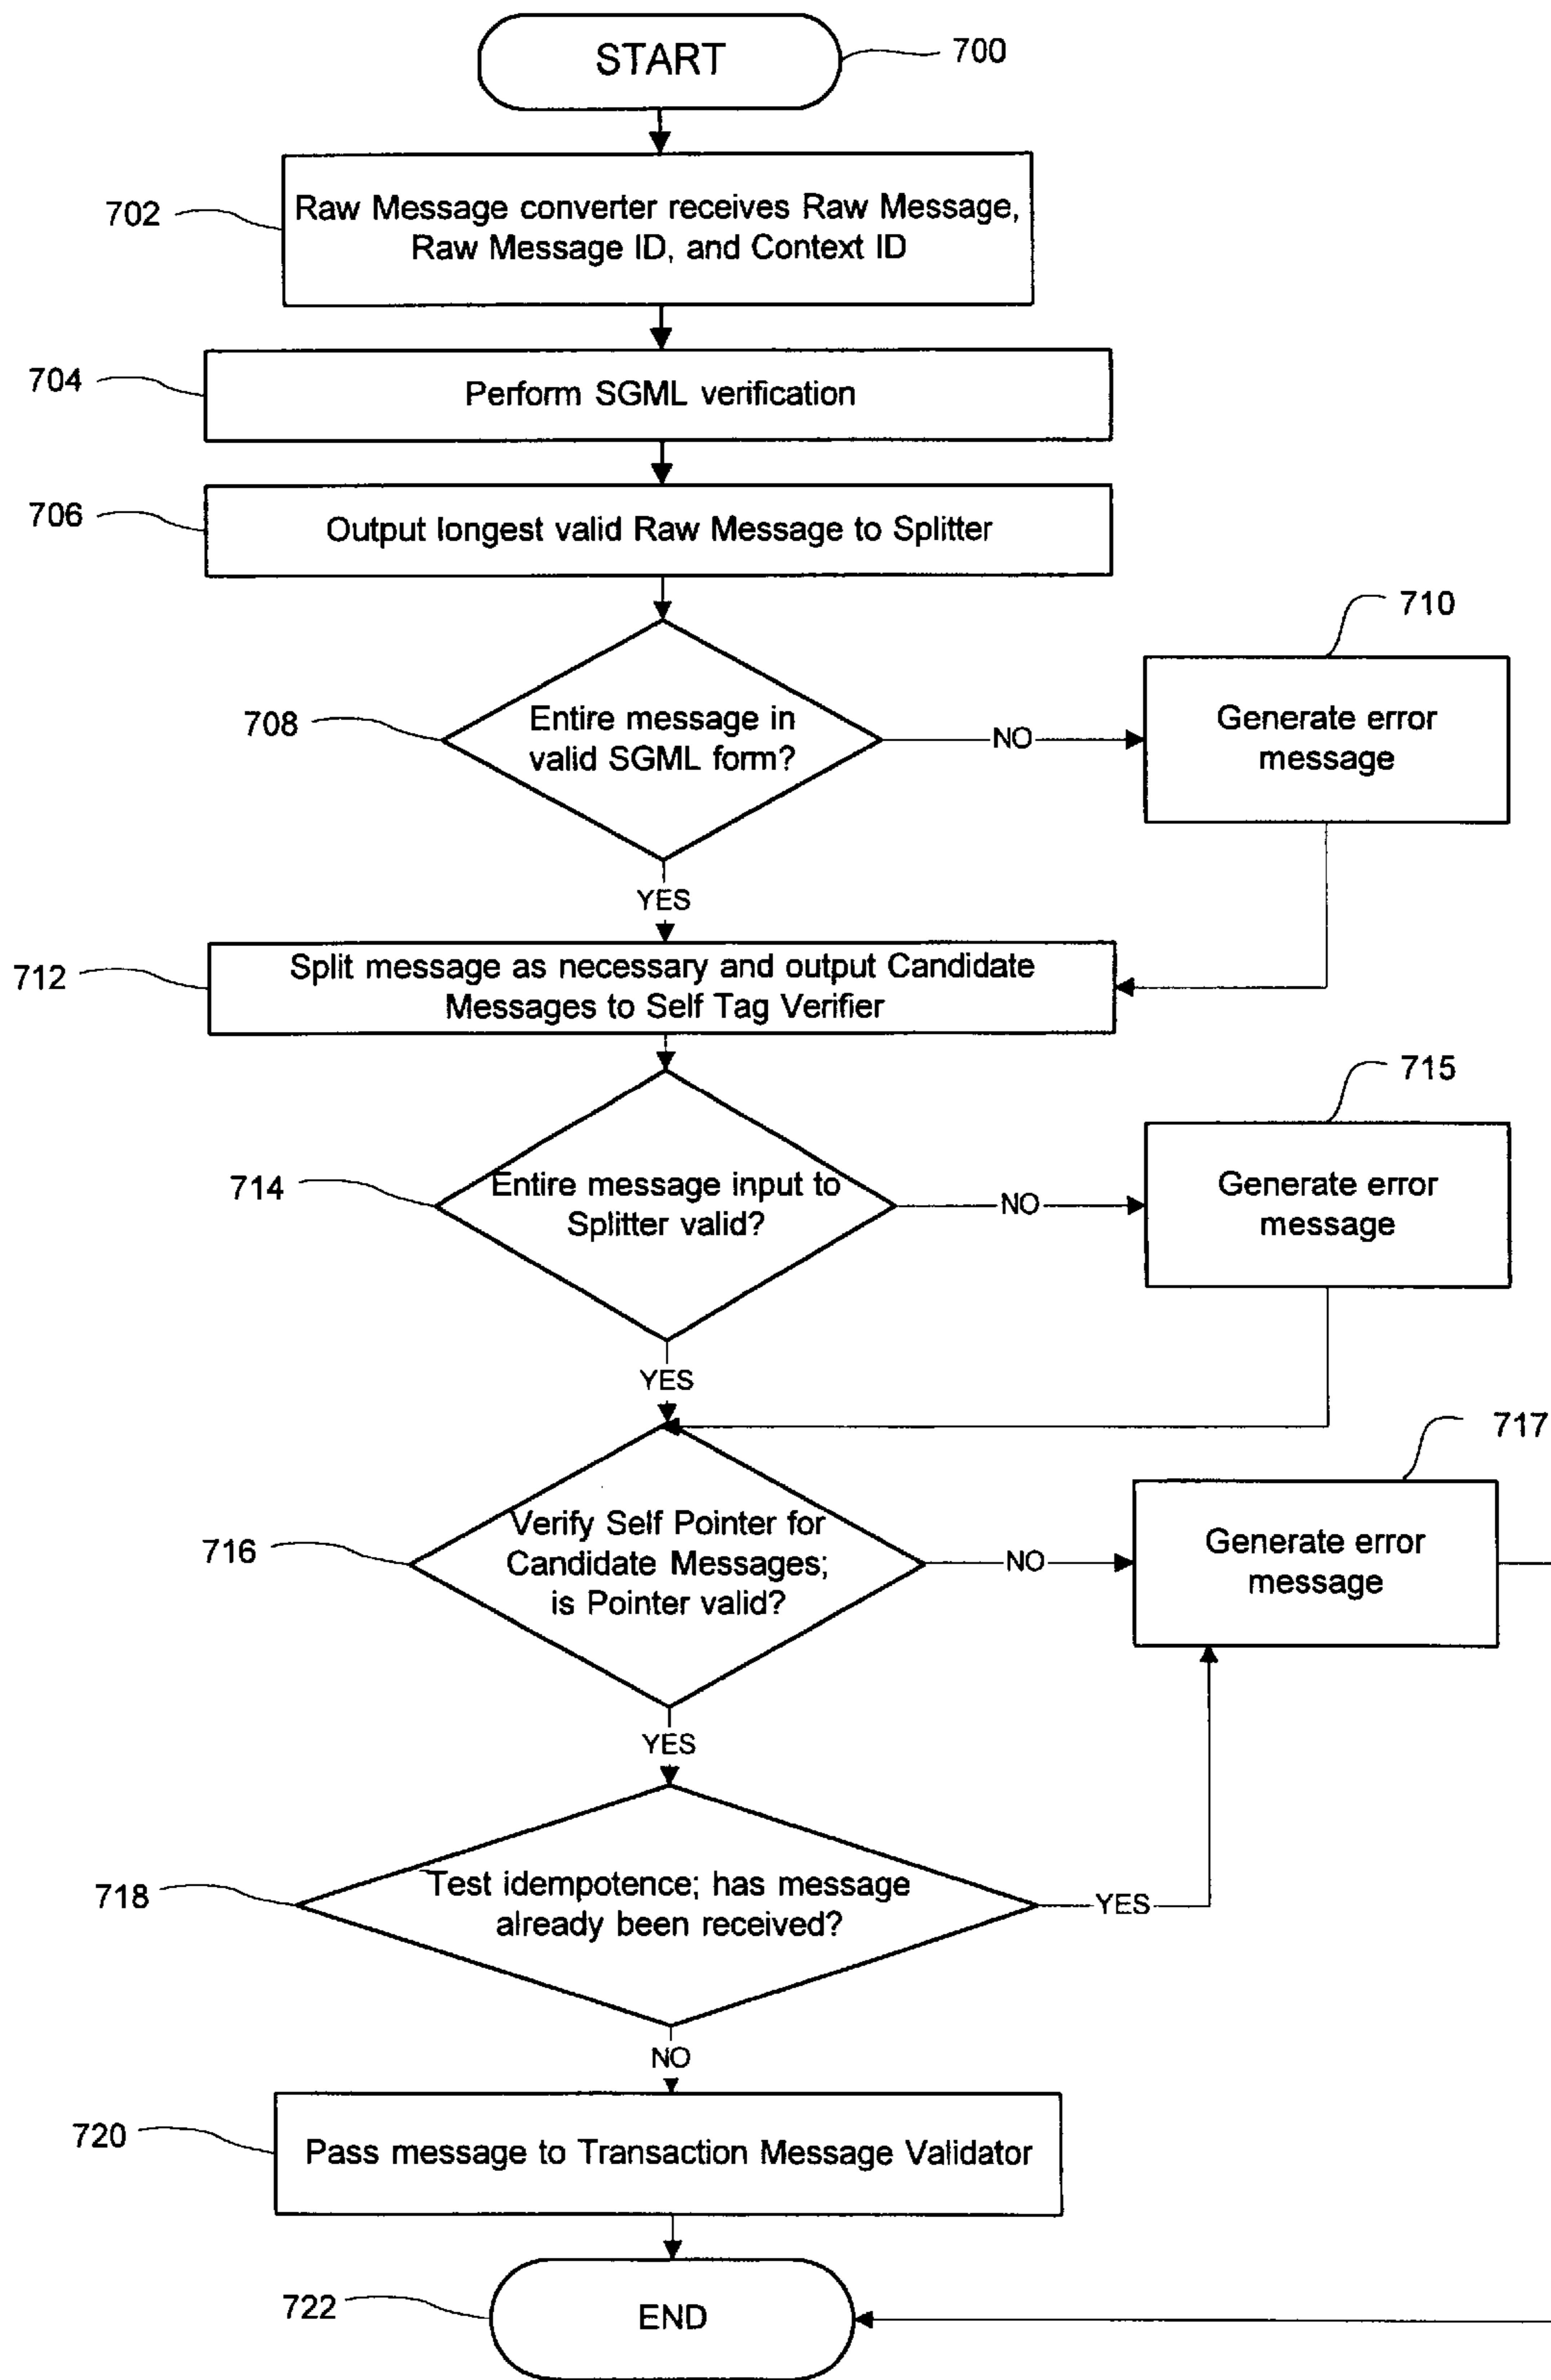 START
700
702
Raw Message converter receives Raw Message,
Raw Message ID, and Context ID
704
Perform SGML verification
706
Output longest valid Raw Message to Splitter
710
708
Entire message in
valid SGML form?
NO
Generate error
message
YES
712
Split message as necessary and output Candidate
Messages to Self Tag Verifier
715
714
Entire message input to
Splitter valid?
NO
Generate error
message
YES
717
716
Verify Self Pointer for
Candidate Messages;
is Pointer valid?
NO
Generate error
message
YES
718
Test idempotence; has message
already been received?
YES
NO
720
Pass message to Transaction Message Validator
722
END